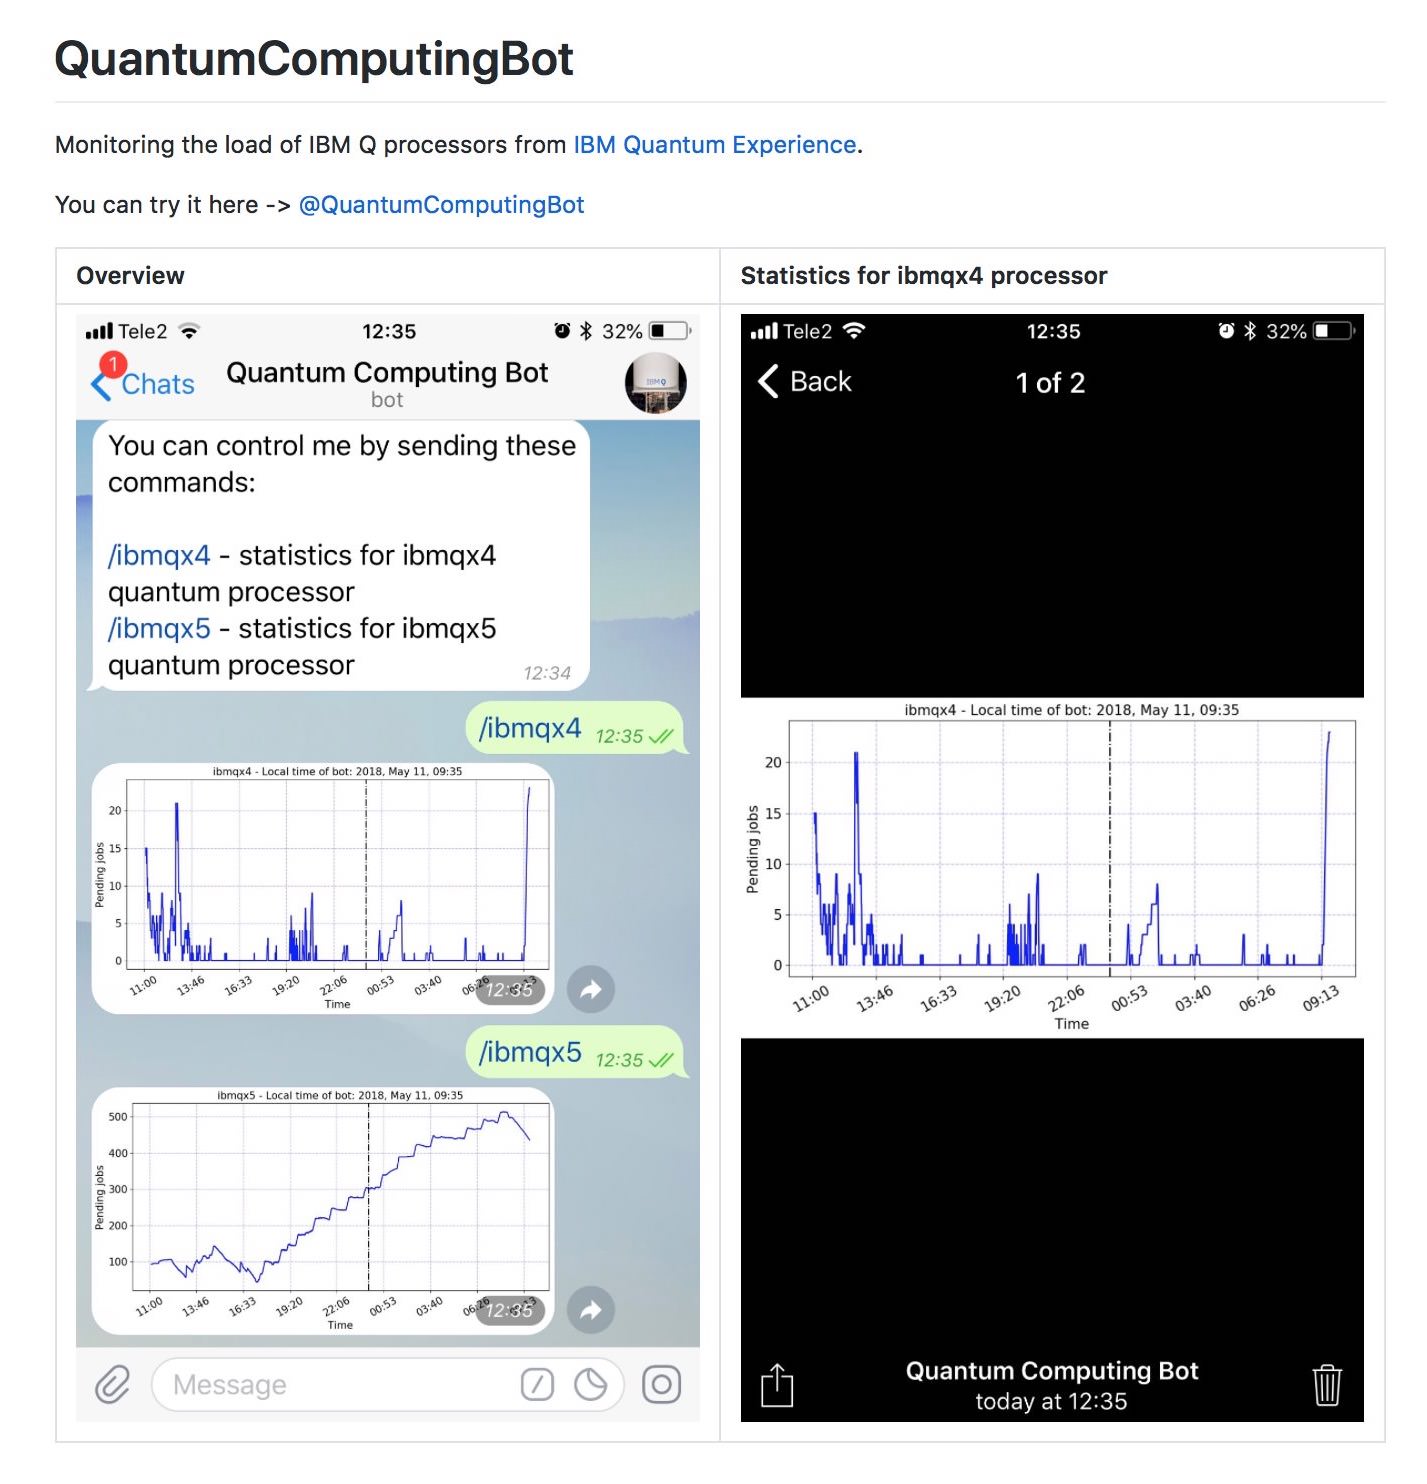 QuantumComputingBot
Monitoring the load of IBM Q processors from IBM Quantum Experience.
You can try it here -> @QuantumComputingBot
Overview
Tele2 12:35 32%
1
Chats
Quantum Computing Bot
bot
IBM Q
You can control me by sending these
commands:
/ibmqx4 - statistics for ibmqx4
quantum processor
/ibmqx5 - statistics for ibmqx5
quantum processor
12:34
/ibmqx4 12:35
ibmqx4 - Local time of bot: 2018, May 11, 09:35
Pending jobs
20
15
10
5
0
11:00 13:46 16:33 19:20 22:06 00:53 03:40
12:35
Time
/ibmqx5 12:35
ibmqx5 - Local time of bot: 2018, May 11, 09:35
Pending jobs
500
400
300
200
100
11:00 13:46 16:33 19:20 22:06 00:53 03:40
12:35
Time
Message
Statistics for ibmqx4 processor
Tele2 12:35 32%
Back 1 of 2
ibmqx4 - Local time of bot: 2018, May 11, 09:35
Pending jobs
20
15
10
5
0
11:00 13:46 16:33 19:20 22:06 00:53 03:40 06:26 09:13
Time
Quantum Computing Bot
today at 12:35